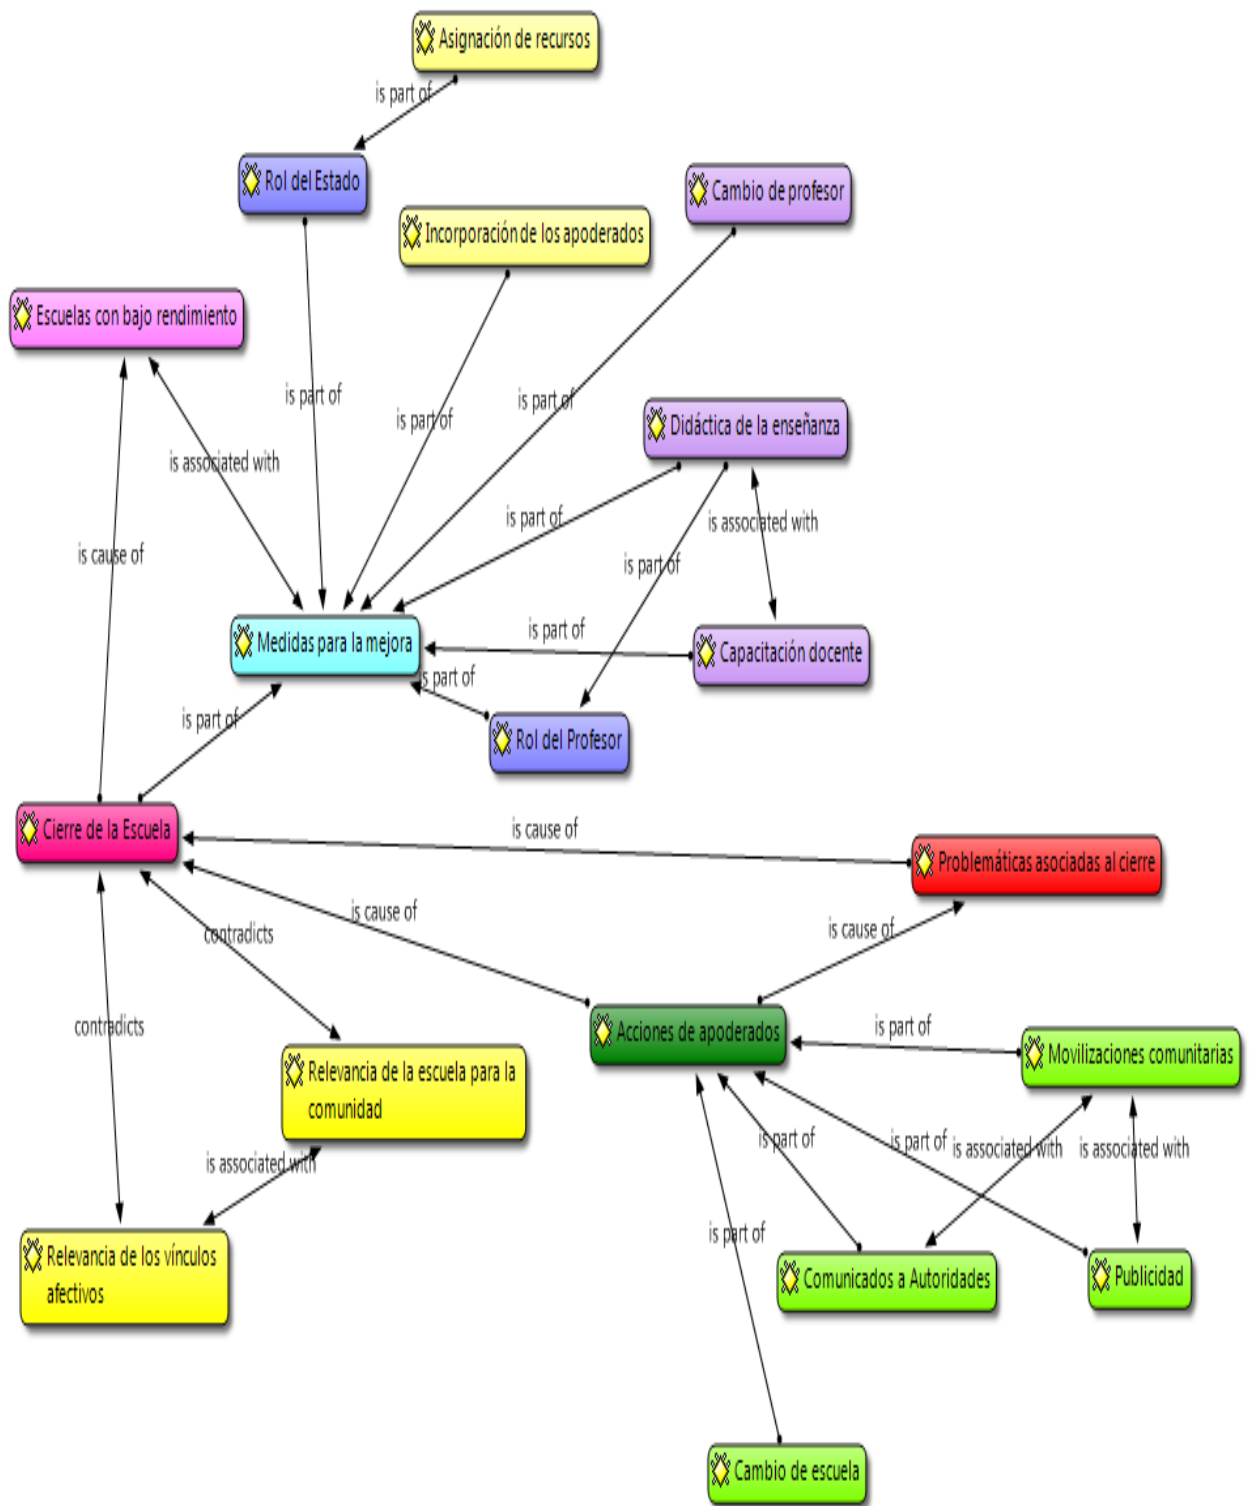 Asignación de recursos
is part of
Rol del Estado
Cambio de profesor
Incorporación de los apoderados
Escuelas con bajo rendimiento
is part of
is part of
is part of
Didáctica de la enseñanza
is associated with
is part of
is associated with
is cause of
is part of
Medidas para la mejora
is part of
Capacitación docente
is part of
is part of
Rol del Profesor
Cierre de la Escuela
is cause of
Problemáticas asociadas al cierre
is cause of
contradicts
is cause of
contradicts
Acciones de apoderados
is part of
Movilizaciones comunitarias
Relevancia de la escuela para la
comunidad
is part of
is part of
is associated with
is associated with
is associated with
is part of
Relevancia de los vínculos
afectivos
Comunicados a Autoridades
Publicidad
Cambio de escuela